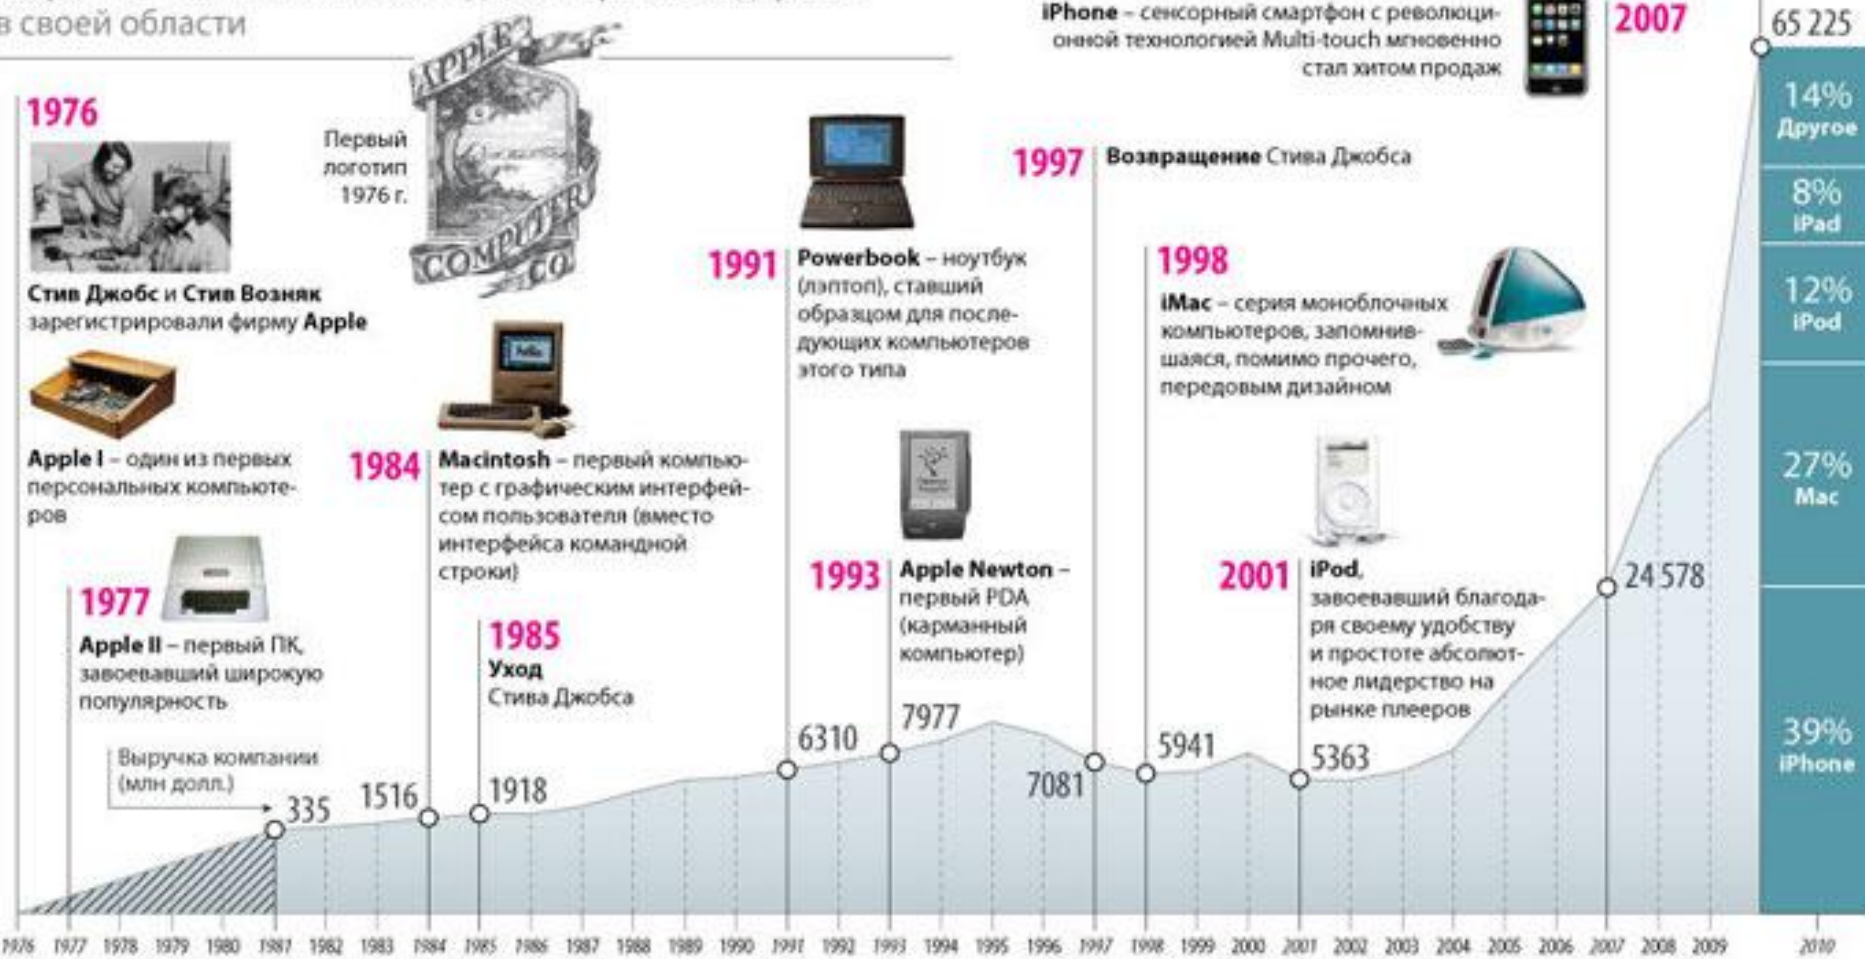 в своей области
1976
Стив Джобс и Стив Возняк
зарегистрировали фирму Apple
Apple I – один из первых
персональных компьюте-
ров
1977
Apple II – первый ПК,
завоевавший широкую
популярность
Первый
логотип
1976 г.
APPLE
COMPUTER
CO.
1984
Macintosh – первый компью-
тер с графическим интерфей-
сом пользователя (вместо
интерфейса командной
строки)
1985
Уход
Стива Джобса
1991
Powerbook – ноутбук
(лэптоп), ставший
образцом для после-
дующих компьютеров
этого типа
1993
Apple Newton –
первый PDA
(карманный
компьютер)
1997
Возвращение Стива Джобса
1998
iMac – серия моноблочных
компьютеров, запомнив-
шаяся, помимо прочего,
передовым дизайном
2001
iPod,
завоевавший благода-
ря своему удобству
и простоте абсолют-
ное лидерство на
рынке плееров
iPhone – сенсорный смартфон с революци-
онной технологией Multi-touch мгновенно
стал хитом продаж
2007
Выручка компании
(млн долл.)
335
1516
1918
6310
7977
7081
5941
5363
24 578
65 225
14%
Другое
8%
iPad
12%
iPod
27%
Mac
39%
iPhone
1976 1977 1978 1979 1980 1981 1982 1983 1984 1985 1986 1987 1988 1989 1990 1991 1992 1993 1994 1995 1996 1997 1998 1999 2000 2001 2002 2003 2004 2005 2006 2007 2008 2009 2010